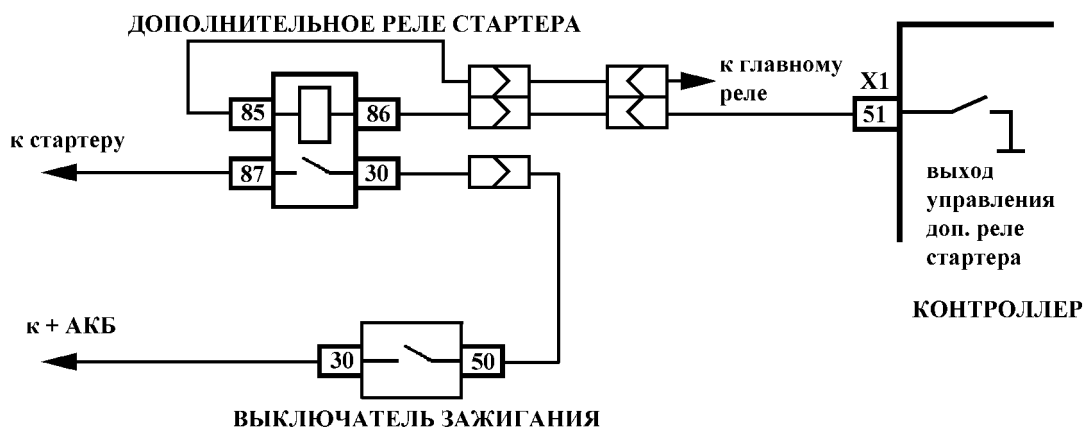 ДОПОЛНИТЕЛЬНОЕ РЕЛЕ СТАРТЕРА
к главному
реле
X1
85
86
51
к стартеру
87
30
выход
управления
доп. реле
стартера
КОНТРОЛЛЕР
к + АКБ
30
50
ВЫКЛЮЧАТЕЛЬ ЗАЖИГАНИЯ